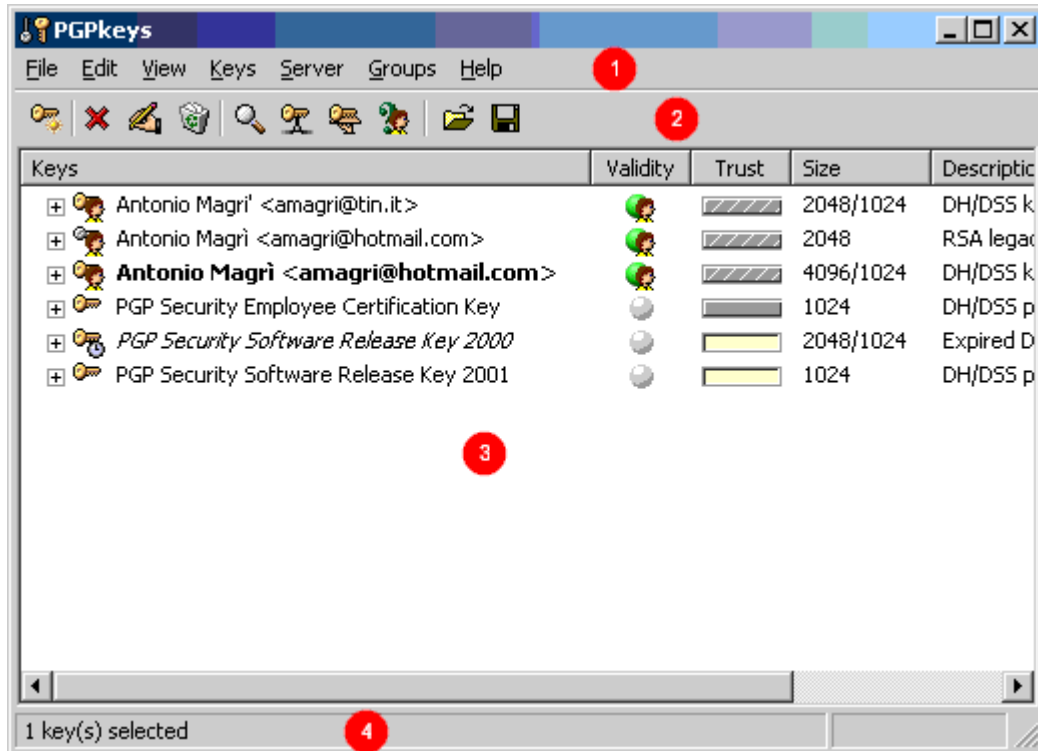 PGPkeys
File Edit View Keys Server Groups Help 1
2
Keys Validity Trust Size Descriptic
Antonio Magri' <amagri@tin.it> 2048/1024 DH/DSS k
Antonio Magrì <amagri@hotmail.com> 2048 RSA legac
Antonio Magrì <amagri@hotmail.com> 4096/1024 DH/DSS k
PGP Security Employee Certification Key 1024 DH/DSS p
PGP Security Software Release Key 2000 2048/1024 Expired D
PGP Security Software Release Key 2001 1024 DH/DSS p
3
1 key(s) selected 4